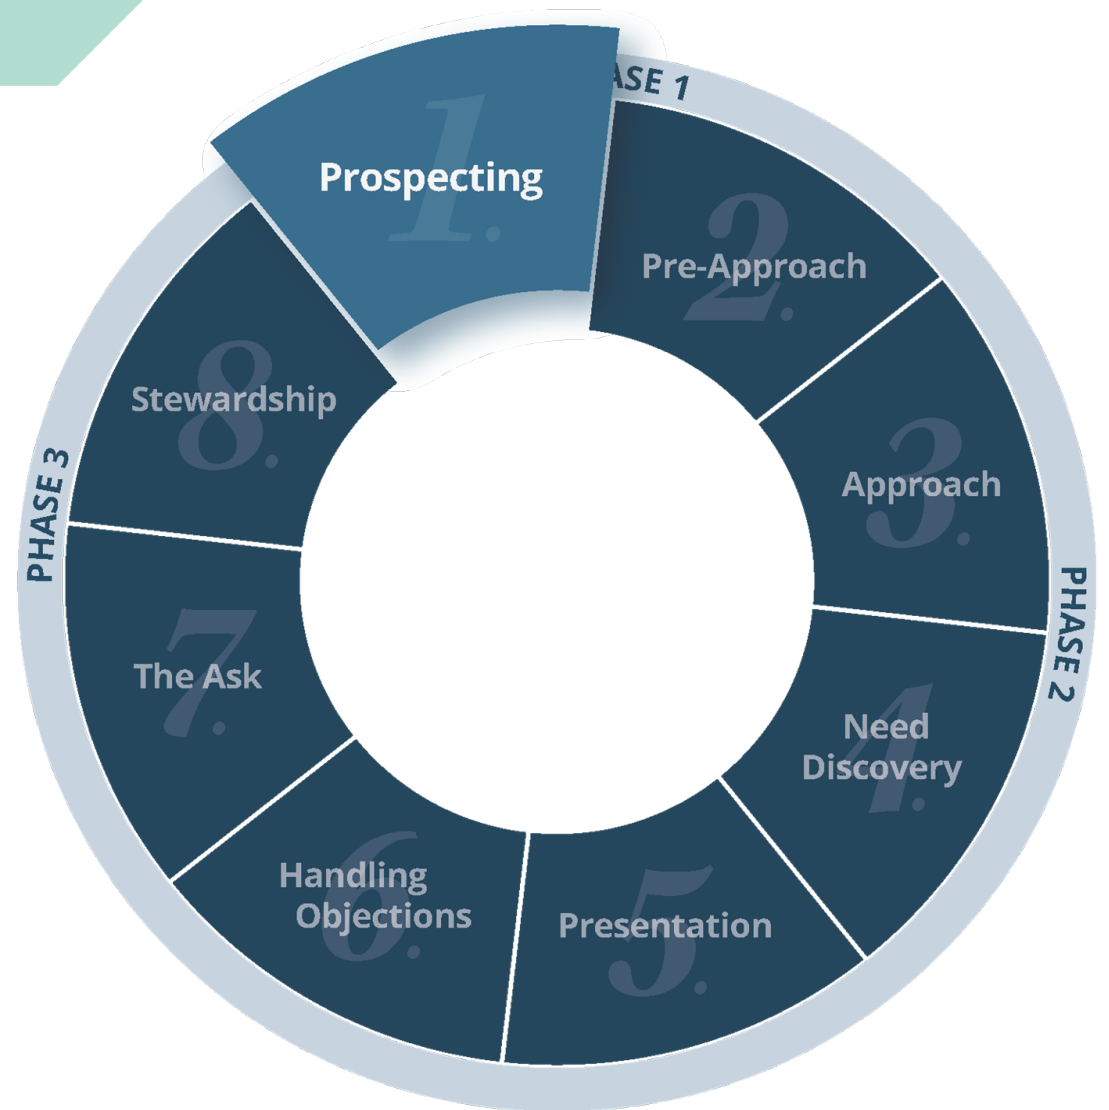 ASE 1
1.
Prospecting
2.
Pre-Approach
3.
Approach
PHASE 2
4.
Need
Discovery
5.
Presentation
6.
Handling
Objections
7.
The Ask
PHASE 3
8.
Stewardship